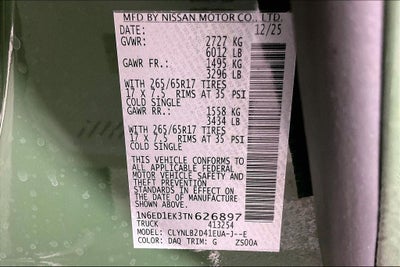 MFD BY NISSAN MOTOR CO., LTD.
DATE: 12/25
GVWR: 2727 KG
6012 LB
GAWR FR.: 1495 KG
3296 LB
WITH 265/65R17 TIRES
17 X 7.5 RIMS AT 35 PSI
COLD SINGLE
GAWR RR.: 1558 KG
3434 LB
WITH 265/65R17 TIRES
17 X 7.5 RIMS AT 35 PSI
COLD SINGLE
THIS VEHICLE CONFORMS TO
ALL APPLICABLE FEDERAL
MOTOR VEHICLE SAFETY AND
THEFT PREVENTION
STANDARDS IN EFFECT ON
THE DATE OF MANUFACTURE
SHOWN ABOVE.
1N6ED1EK3TN626897
TRUCK 413254
MODEL: CLYNLB2D41EUA-J--E
COLOR: DAQ TRIM: G ZS00A